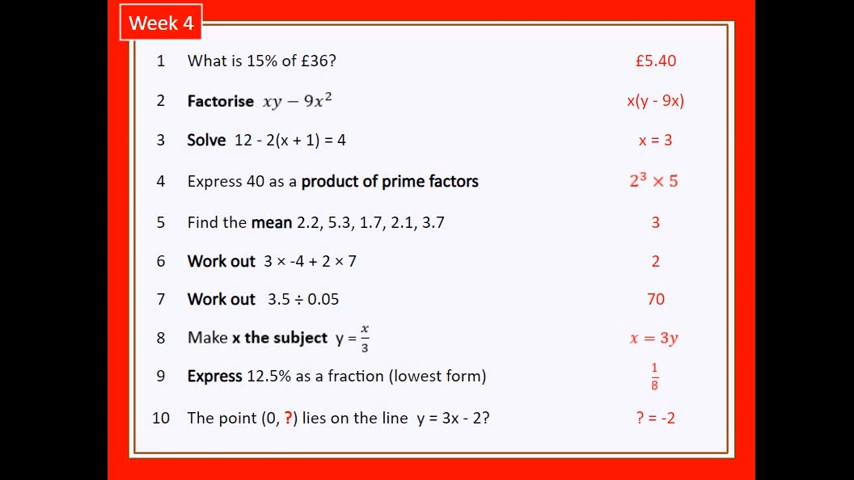 Week 4
1 What is 15% of £36? £5.40
2 Factorise xy − 9x² x(y - 9x)
3 Solve 12 - 2(x + 1) = 4 x = 3
4 Express 40 as a product of prime factors 2³ × 5
5 Find the mean 2.2, 5.3, 1.7, 2.1, 3.7 3
6 Work out 3 × -4 + 2 × 7 2
7 Work out 3.5 ÷ 0.05 70
8 Make x the subject y = x/3 x = 3y
9 Express 12.5% as a fraction (lowest form) 1/8
10 The point (0, ?) lies on the line y = 3x - 2? ? = -2